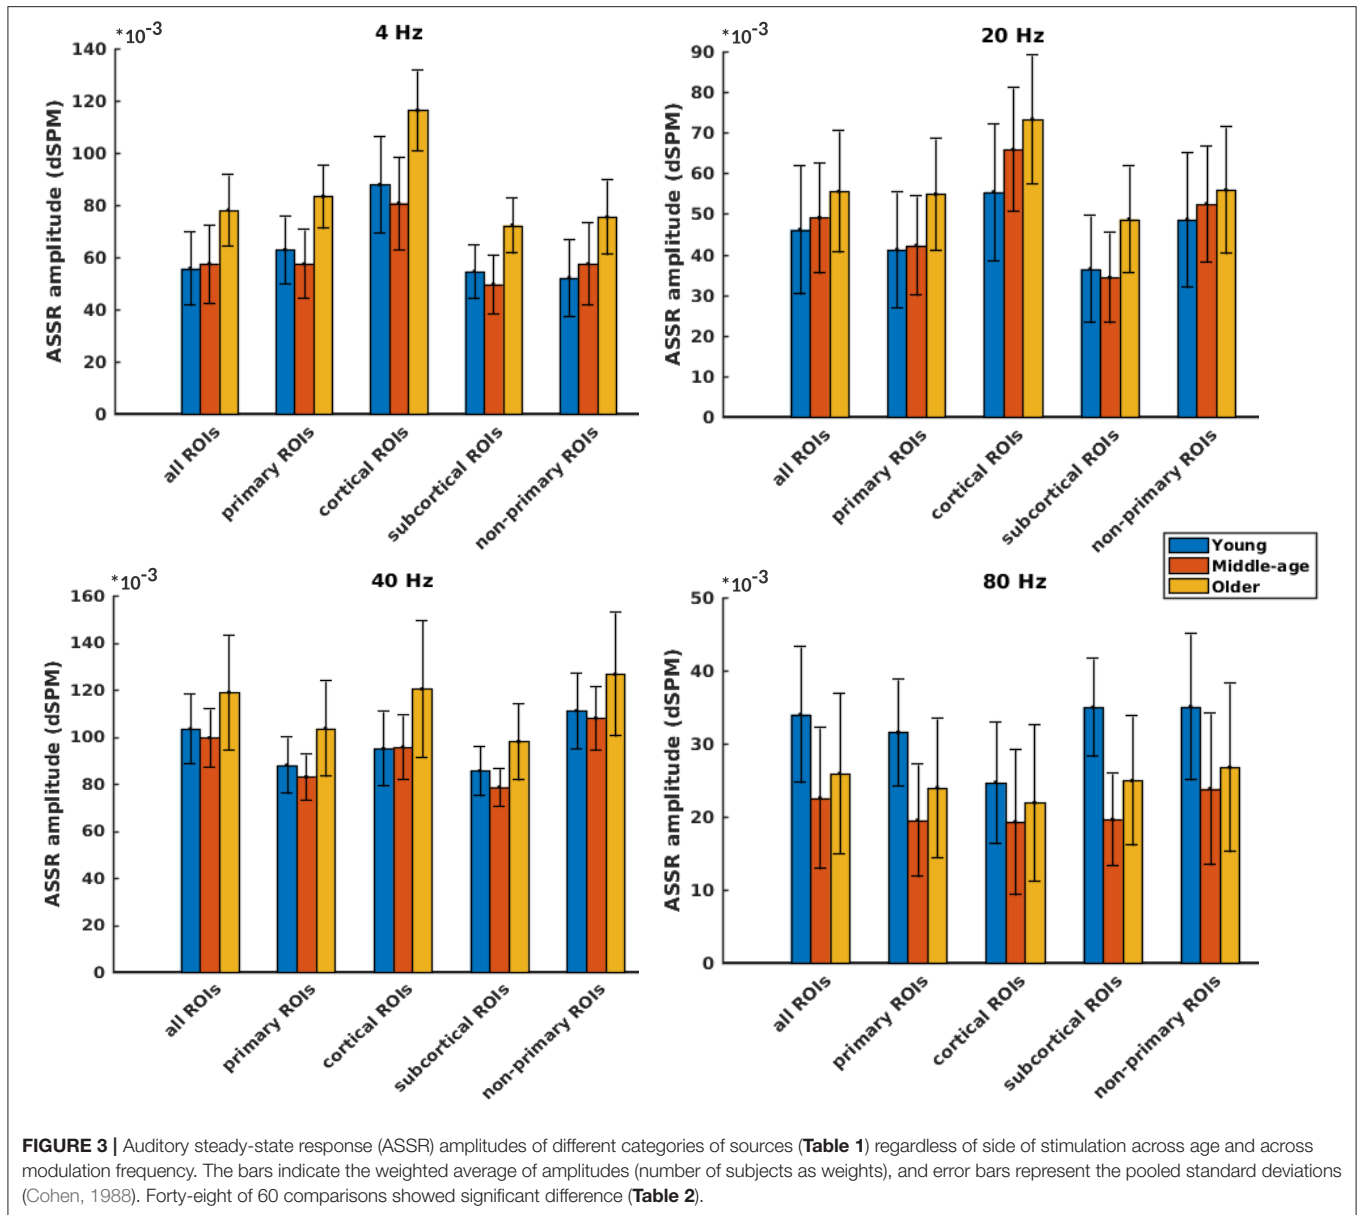 *10-3
4 Hz
140
120
100
80
60
40
20
0
ASSR amplitude (dSPM)
all ROIs
primary ROIs
cortical ROIs
subcortical ROIs
non-primary ROIs
*10-3
20 Hz
90
80
70
60
50
40
30
20
10
0
ASSR amplitude (dSPM)
all ROIs
primary ROIs
cortical ROIs
subcortical ROIs
non-primary ROIs
Young
Middle-age
Older
*10-3
40 Hz
160
140
120
100
80
60
40
20
0
ASSR amplitude (dSPM)
all ROIs
primary ROIs
cortical ROIs
subcortical ROIs
non-primary ROIs
*10-3
80 Hz
50
40
30
20
10
0
ASSR amplitude (dSPM)
all ROIs
primary ROIs
cortical ROIs
subcortical ROIs
non-primary ROIs
FIGURE 3 | Auditory steady-state response (ASSR) amplitudes of different categories of sources (Table 1) regardless of side of stimulation across age and across
modulation frequency. The bars indicate the weighted average of amplitudes (number of subjects as weights), and error bars represent the pooled standard deviations
(Cohen, 1988). Forty-eight of 60 comparisons showed significant difference (Table 2).